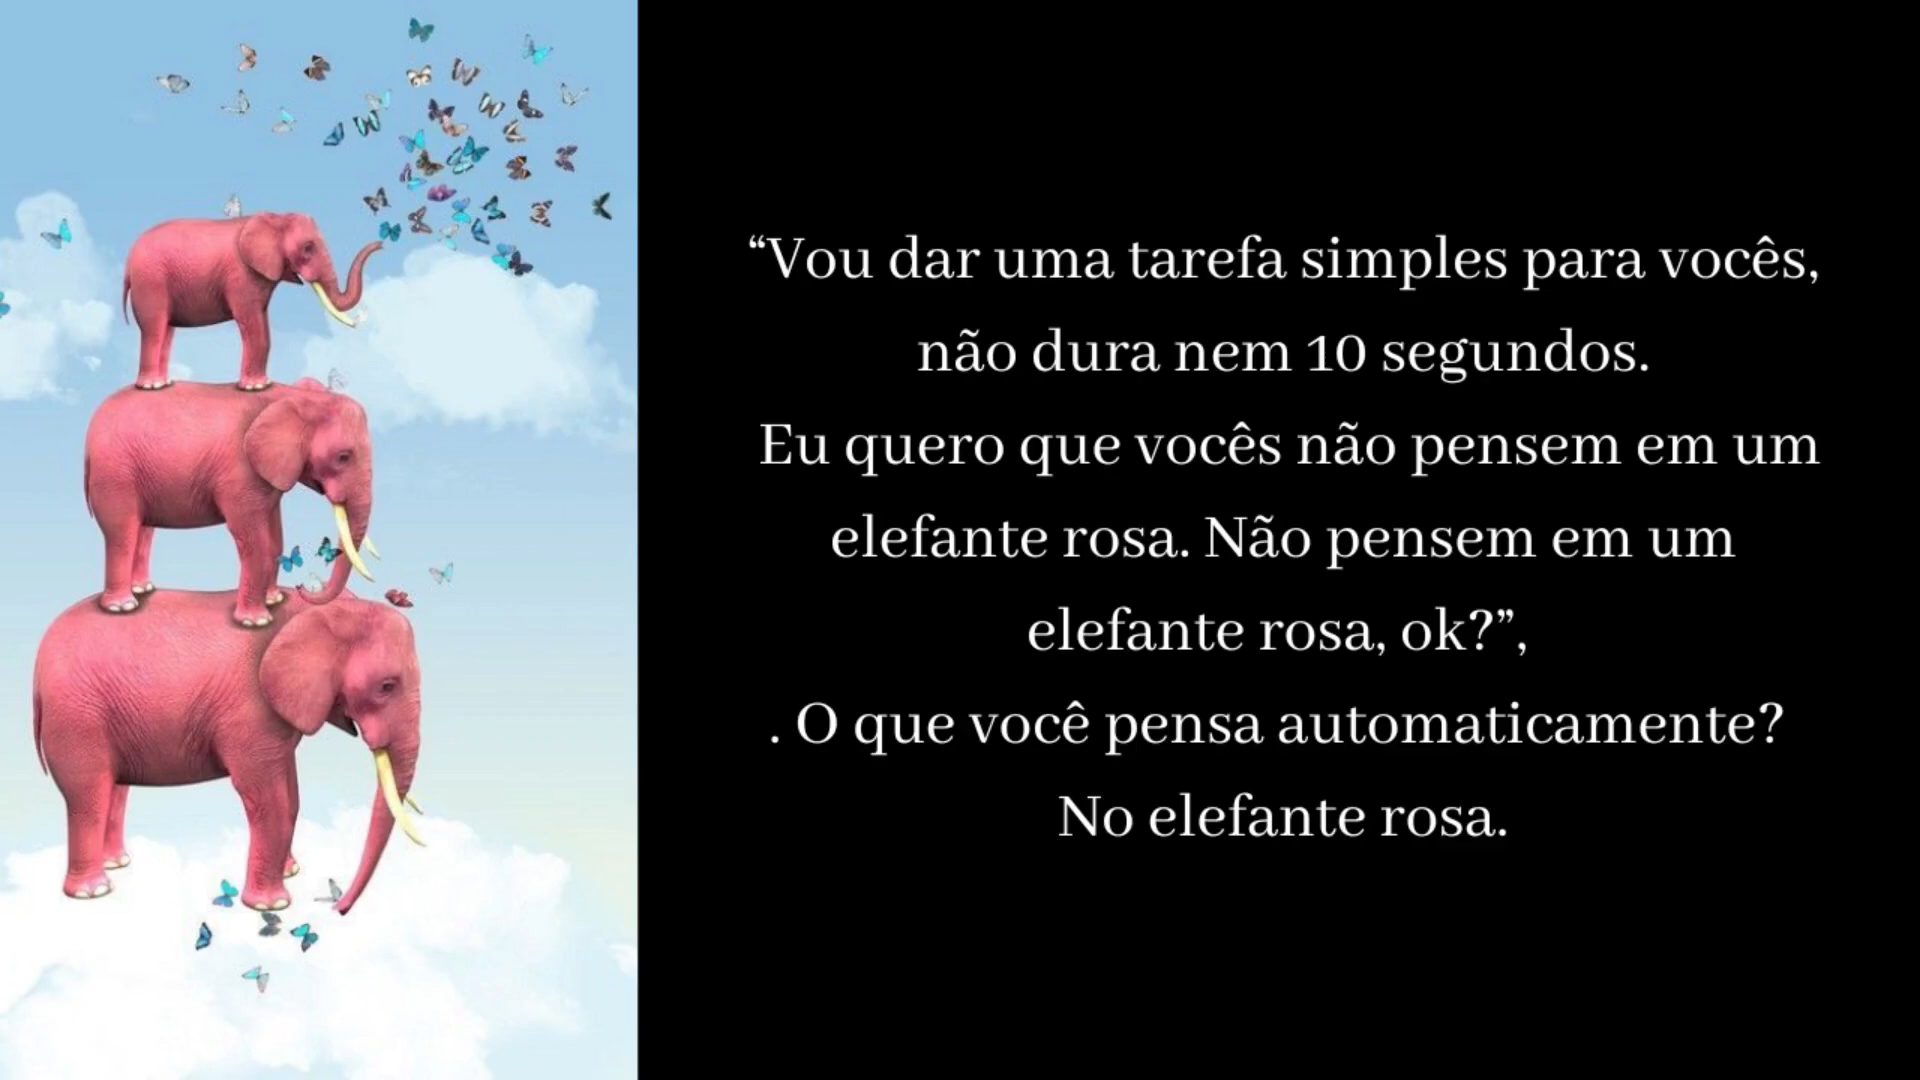 “Vou dar uma tarefa simples para vocês,
não dura nem 10 segundos.
Eu quero que vocês não pensem em um
elefante rosa. Não pensem em um
elefante rosa, ok?”,
. O que você pensa automaticamente?
No elefante rosa.